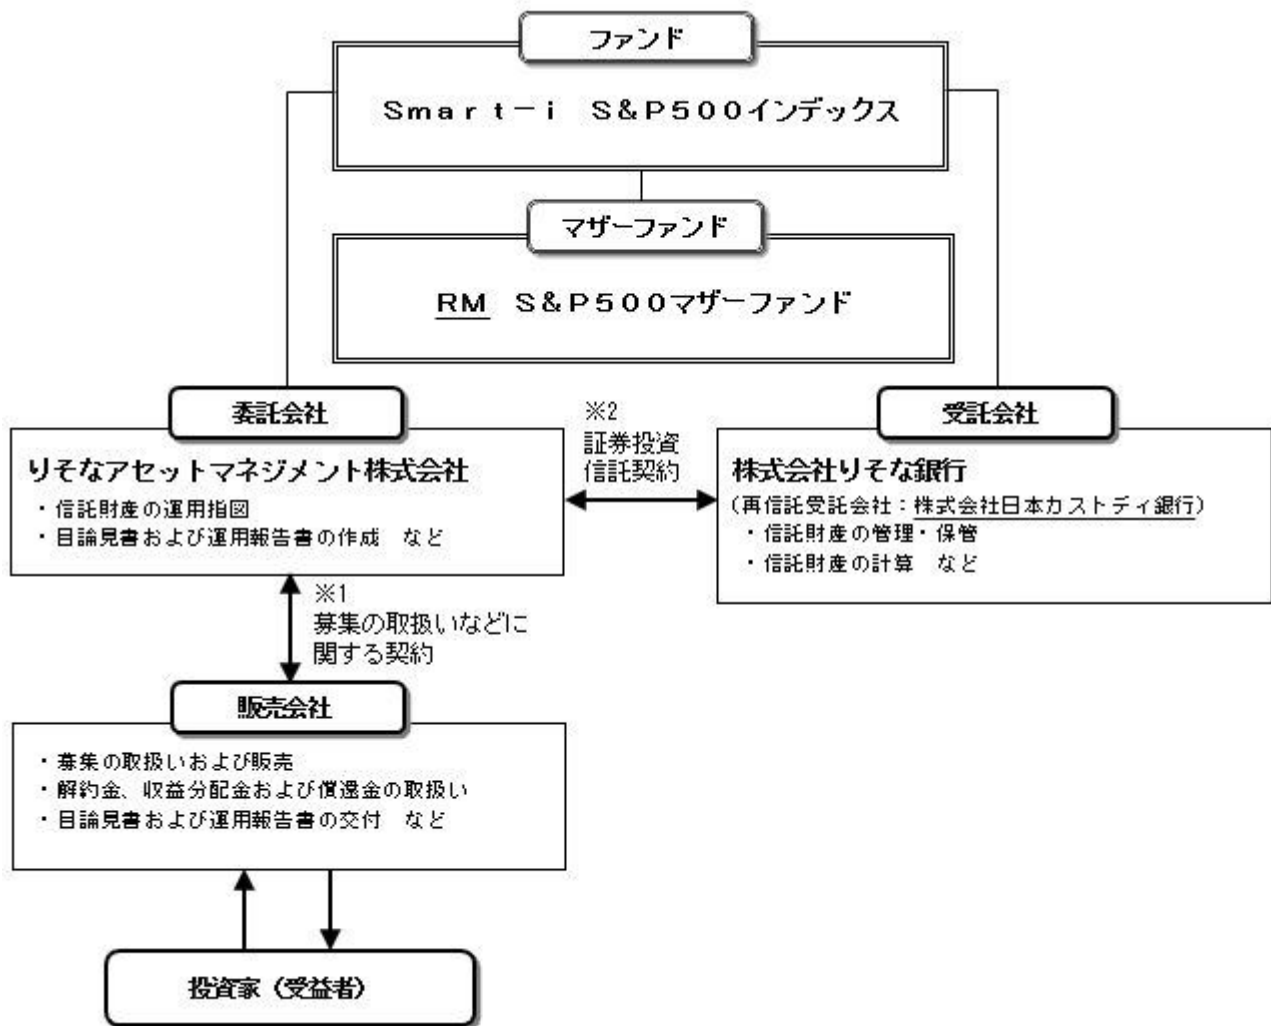 ファンド
Smart-i S&P500インデックス
マザーファンド
RM S&P500マザーファンド
委託会社
りそなアセットマネジメント株式会社
・信託財産の運用指図
・目論見書および運用報告書の作成 など
※2
証券投資
信託契約
受託会社
株式会社りそな銀行
(再信託受託会社:株式会社日本カストディ銀行)
・信託財産の管理・保管
・信託財産の計算 など
※1
募集の取扱いなどに
関する契約
販売会社
・募集の取扱いおよび販売
・解約金、収益分配金および償還金の取扱い
・目論見書および運用報告書の交付 など
投資家(受益者)